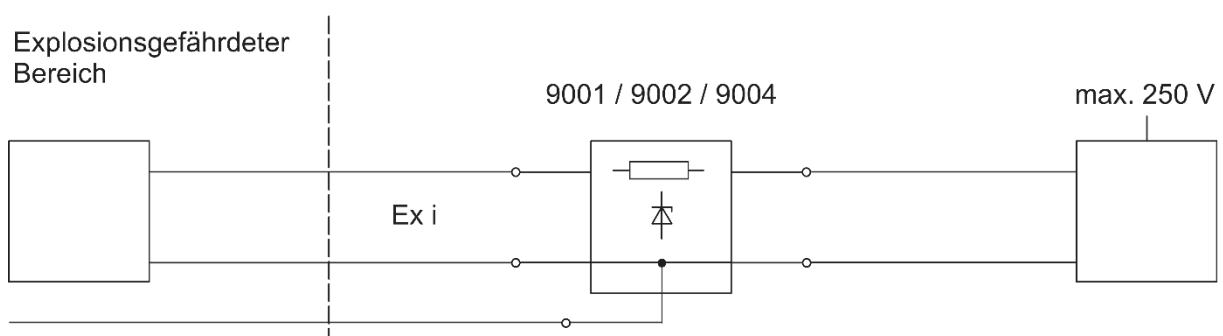 Explosionsgefährdeter
Bereich
9001 / 9002 / 9004
max. 250 V
Ex i